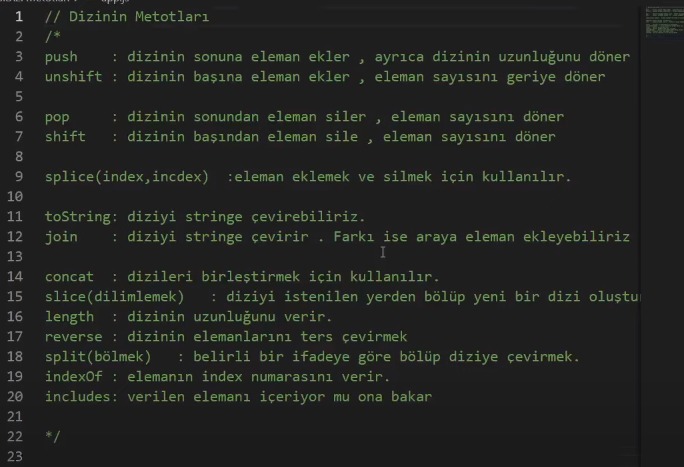 app.js
1 // Dizinin Metotları
2 /*
3 push : dizinin sonuna eleman ekler , ayrıca dizinin uzunluğunu döner
4 unshift : dizinin başına eleman ekler , eleman sayısını geriye döner
5
6 pop : dizinin sonundan eleman siler , eleman sayısını döner
7 shift : dizinin başından eleman sile , eleman sayısını döner
8
9 splice(index,incdex) :eleman eklemek ve silmek için kullanılır.
10
11 toString: diziyi stringe çevirebiliriz.
12 join : diziyi stringe çevirir . Farkı ise araya eleman ekleyebiliriz
13
14 concat : dizileri birleştirmek için kullanılır.
15 slice(dilimlemek) : diziyi istenilen yerden bölüp yeni bir dizi oluştu
16 length : dizinin uzunluğunu verir.
17 reverse : dizinin elemanlarını ters çevirmek
18 split(bölmek) : belirli bir ifadeye göre bölüp diziye çevirmek.
19 indexOf : elemanın index numarasını verir.
20 includes: verilen elemanı içeriyor mu ona bakar
21
22 */
23